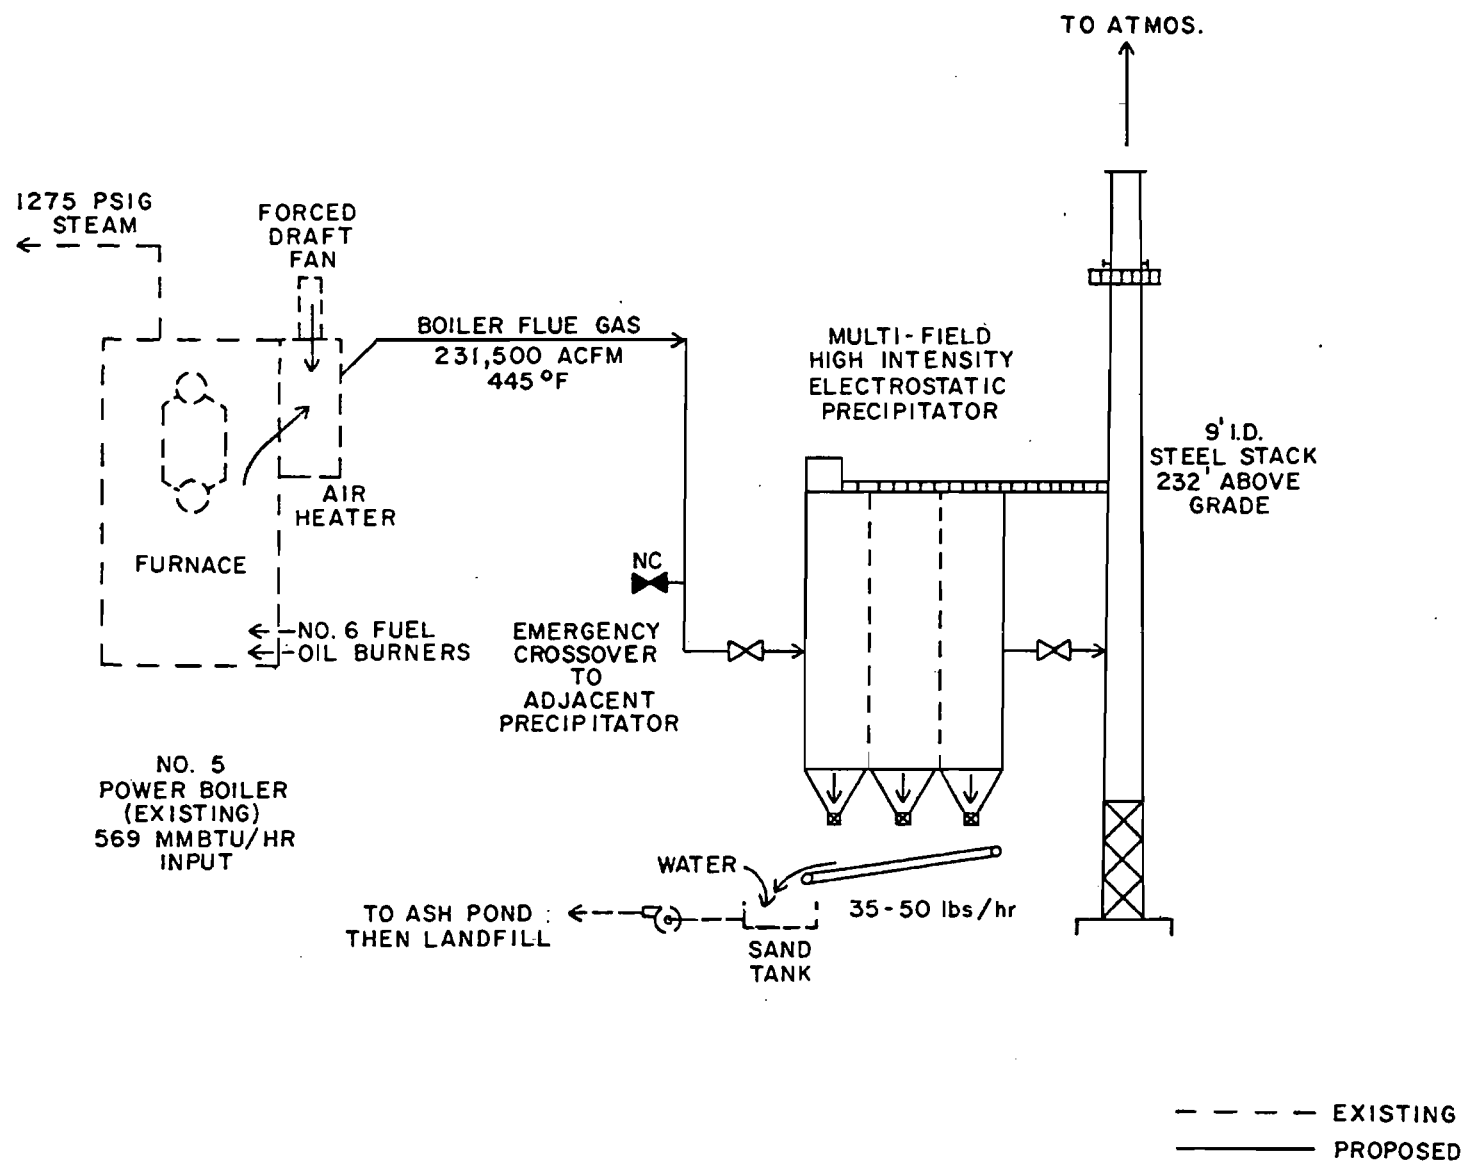 TO ATMOS.
1275 PSIG
STEAM
FORCED
DRAFT
FAN
BOILER FLUE GAS
231,500 ACFM
445°F
MULTI-FIELD
HIGH INTENSITY
ELECTROSTATIC
PRECIPITATOR
9' I.D.
STEEL STACK
232' ABOVE
GRADE
AIR
HEATER
FURNACE
NC
NO. 6 FUEL
OIL BURNERS
EMERGENCY
CROSSOVER
TO
ADJACENT
PRECIPITATOR
NO. 5
POWER BOILER
(EXISTING)
569 MMBTU/HR
INPUT
WATER
35-50 lbs/hr
TO ASH POND
THEN LANDFILL
SAND
TANK
EXISTING
PROPOSED